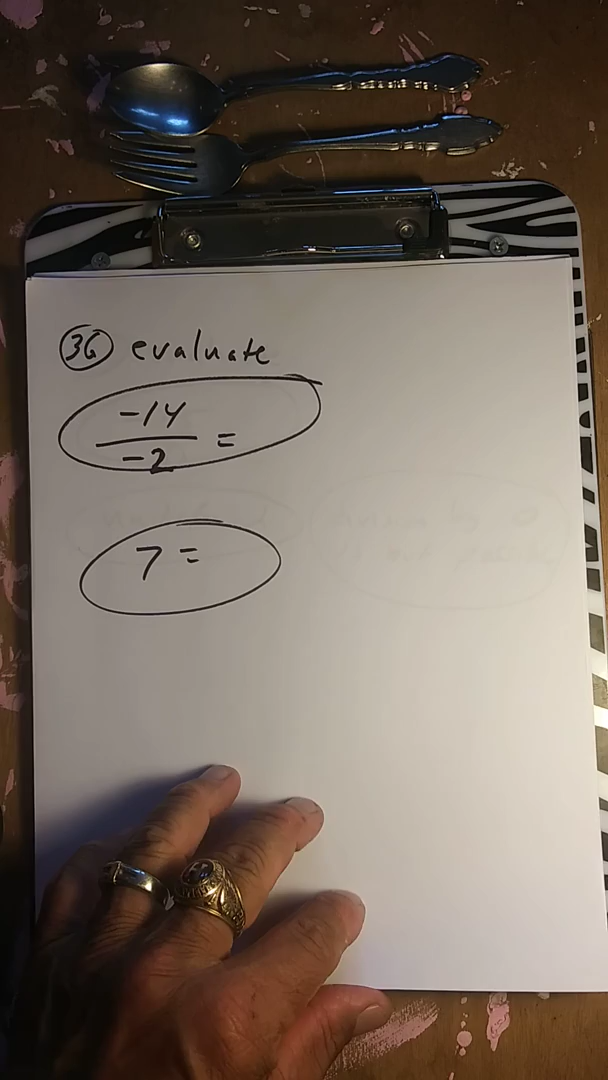 36 evaluate
-14
-2 =
7 =